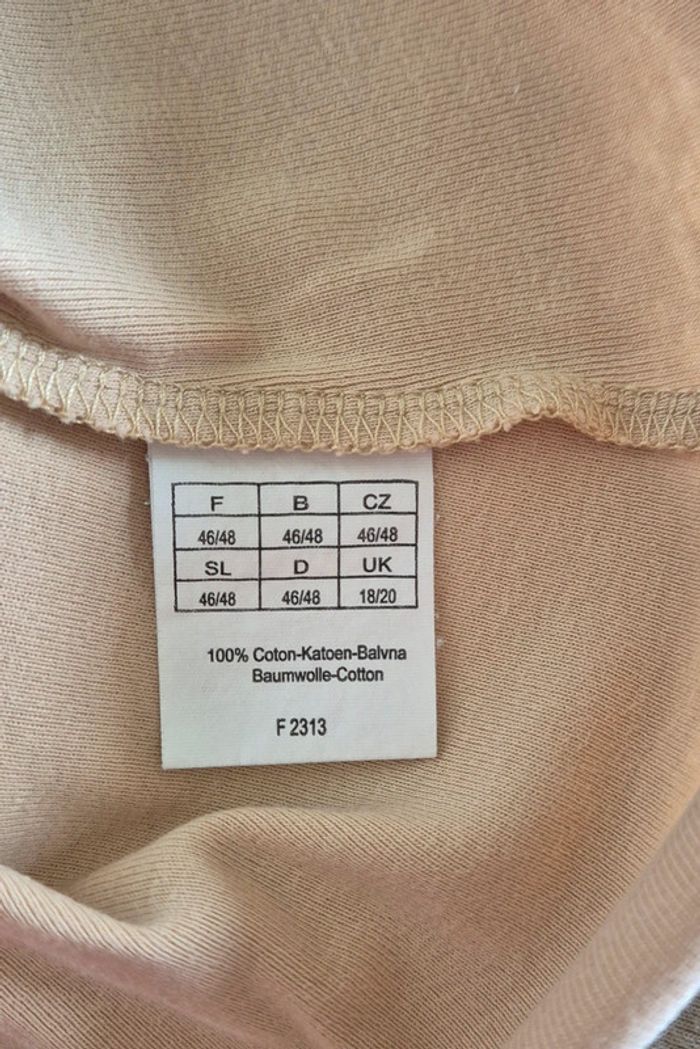 F B CZ
46/48 46/48 46/48
SL D UK
46/48 46/48 18/20
100% Coton-Katoen-Balvna
Baumwolle-Cotton
F 2313